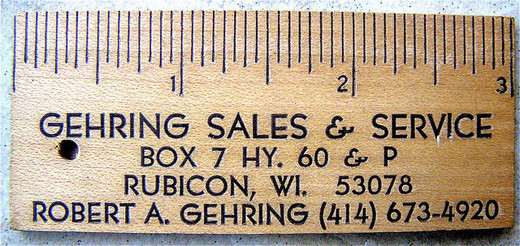 1 2 3
GEHRING SALES & SERVICE
BOX 7 HY. 60 & P
RUBICON, WI. 53078
ROBERT A. GEHRING (414) 673-4920